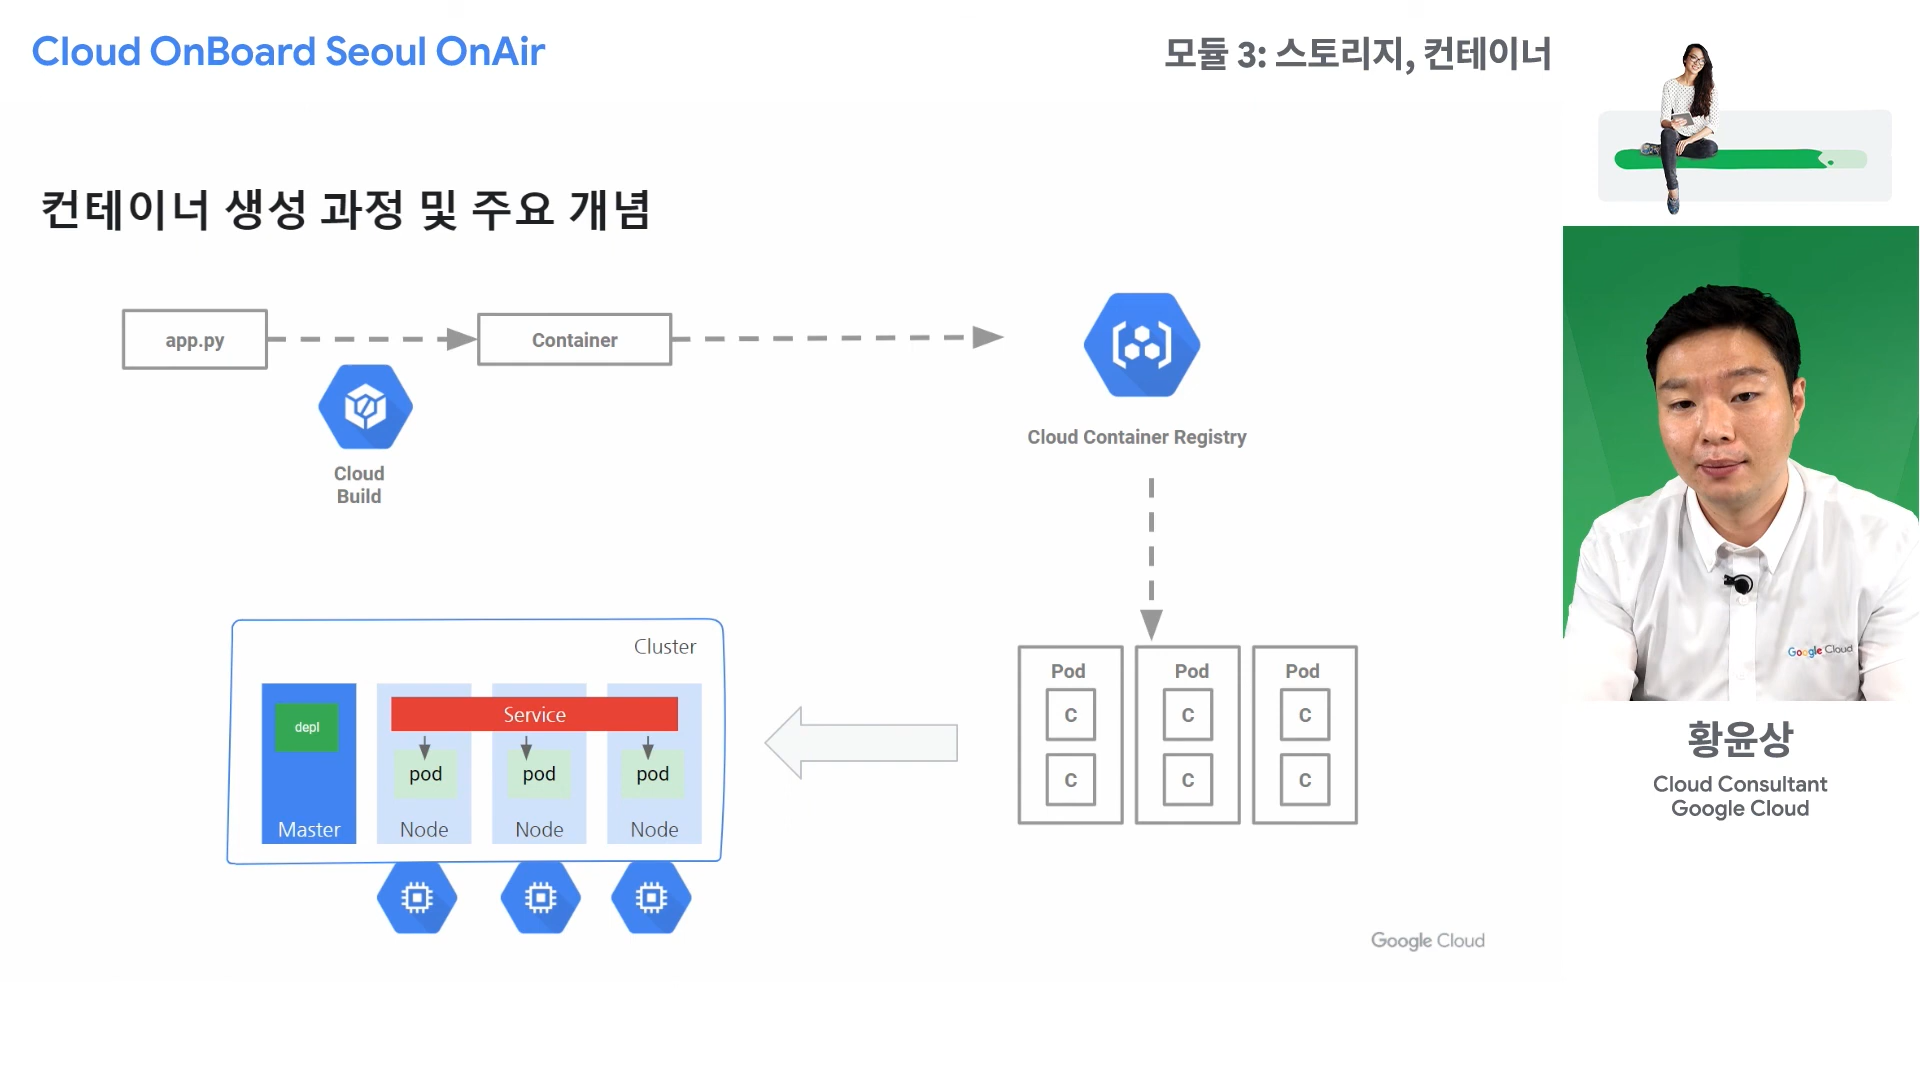 Cloud OnBoard Seoul OnAir
모듈 3: 스토리지, 컨테이너
컨테이너 생성 과정 및 주요 개념
app.py
Container
Cloud
Build
Cloud Container Registry
Cluster
depl
Service
pod
pod
pod
Master
Node
Node
Node
Pod
Pod
Pod
C
C
C
C
C
C
Google Cloud
Google Cloud
황윤상
Cloud Consultant
Google Cloud